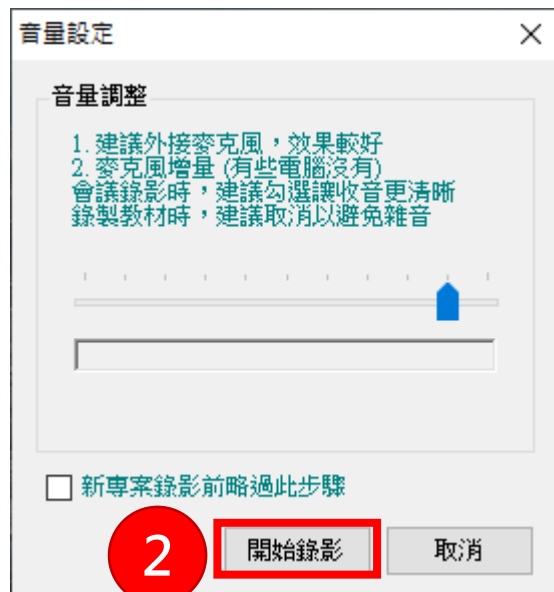 音量設定
音量調整
1. 建議外接麥克風，效果較好
2. 麥克風增量 (有些電腦沒有)
會議錄影時，建議勾選讓收音更清晰
錄製教材時，建議取消以避免雜音
新專案錄影前略過此步驟
2
開始錄影
取消